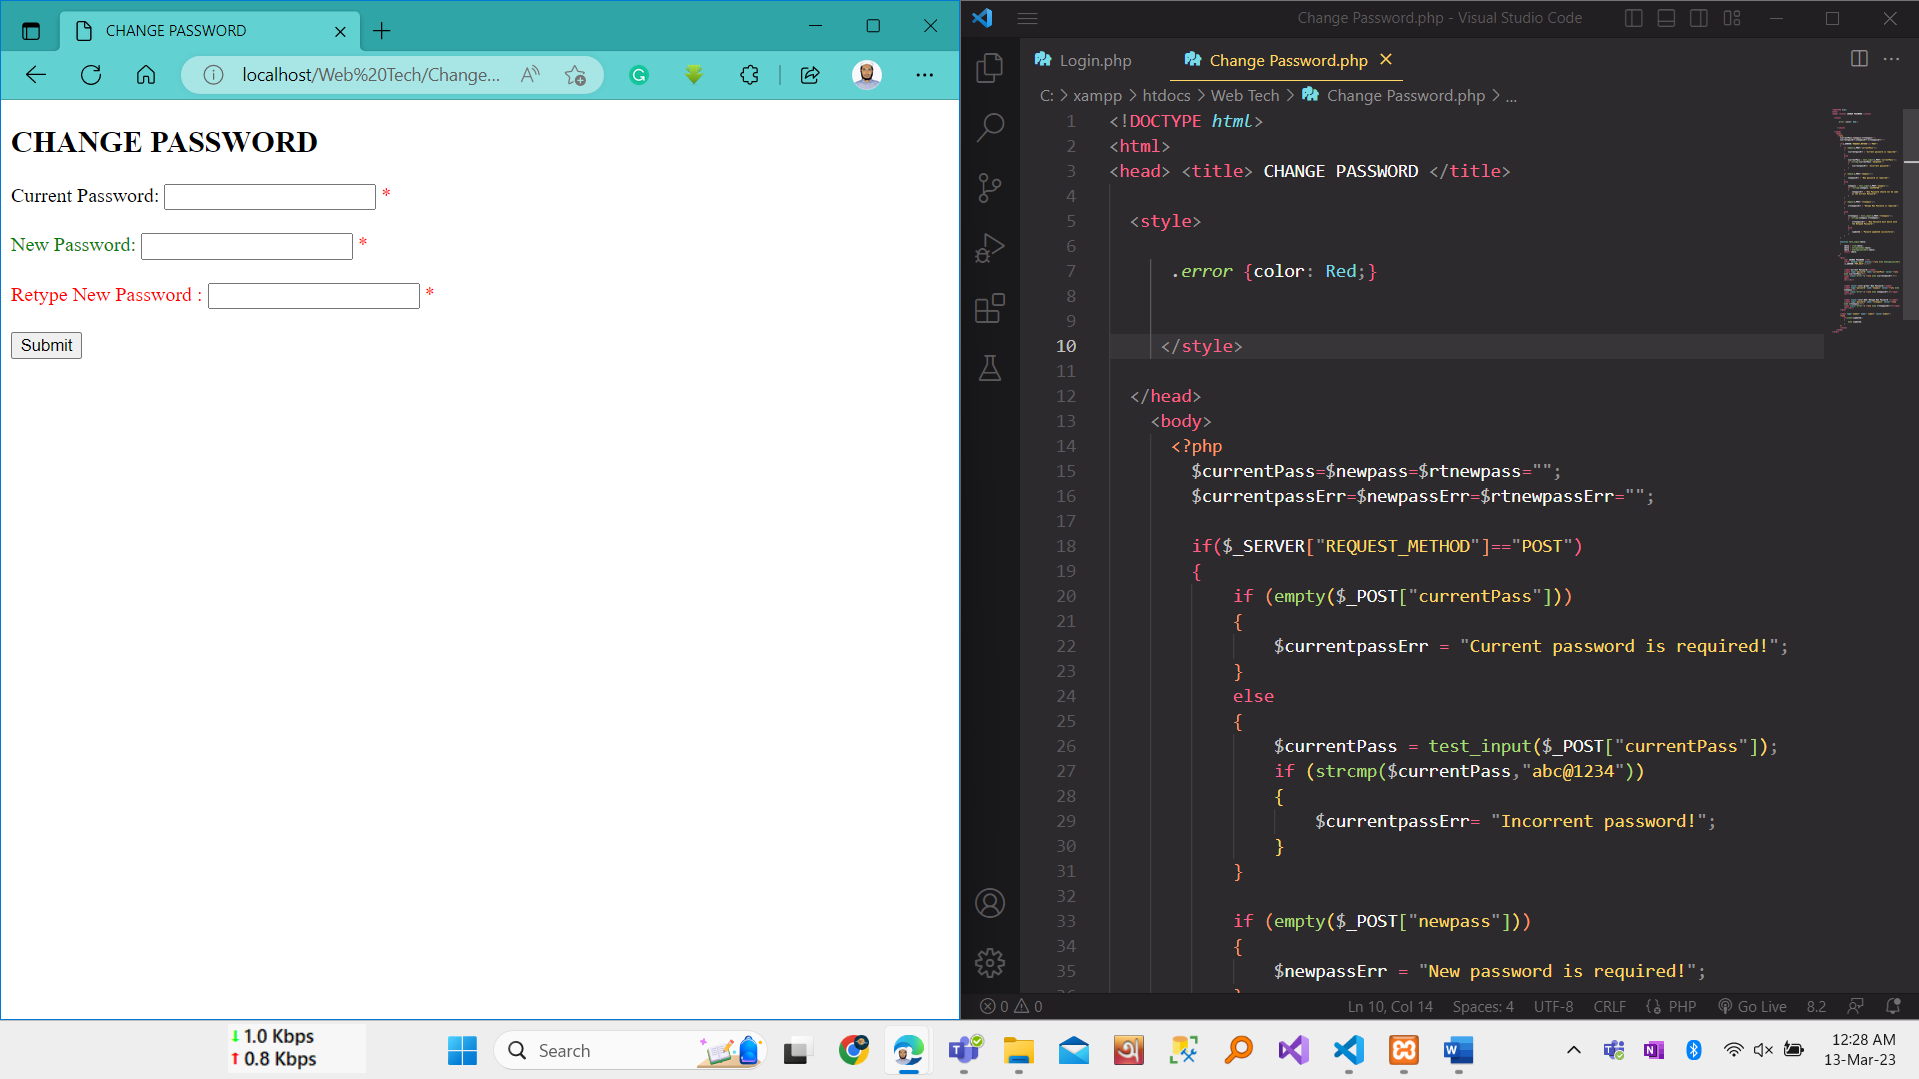 CHANGE PASSWORD
localhost/Web%20Tech/Change...
CHANGE PASSWORD
Current Password: *
New Password: *
Retype New Password : *
Submit
Change Password.php - Visual Studio Code
Login.php
Change Password.php
C: > xampp > htdocs > Web Tech > Change Password.php > ...
1 <!DOCTYPE html>
2 <html>
3 <head> <title> CHANGE PASSWORD </title>
4
5 <style>
6
7 .error {color: Red;}
8
9
10 </style>
11
12 </head>
13 <body>
14 <?php
15 $currentPass=$newpass=$rtnewpass="";
16 $currentpassErr=$newpassErr=$rtnewpassErr="";
17
18 if($_SERVER["REQUEST_METHOD"]=="POST")
19 {
20 if (empty($_POST["currentPass"]))
21 {
22 $currentpassErr = "Current password is required!";
23 }
24 else
25 {
26 $currentPass = test_input($_POST["currentPass"]);
27 if (strcmp($currentPass,"abc@1234"))
28 {
29 $currentpassErr= "Incorrent password!";
30 }
31 }
32
33 if (empty($_POST["newpass"]))
34 {
35 $newpassErr = "New password is required!";
0 0 Ln 10, Col 14 Spaces: 4 UTF-8 CRLF {} PHP Go Live 8.2
1.0 Kbps
0.8 Kbps
Search
12:28 AM
13-Mar-23